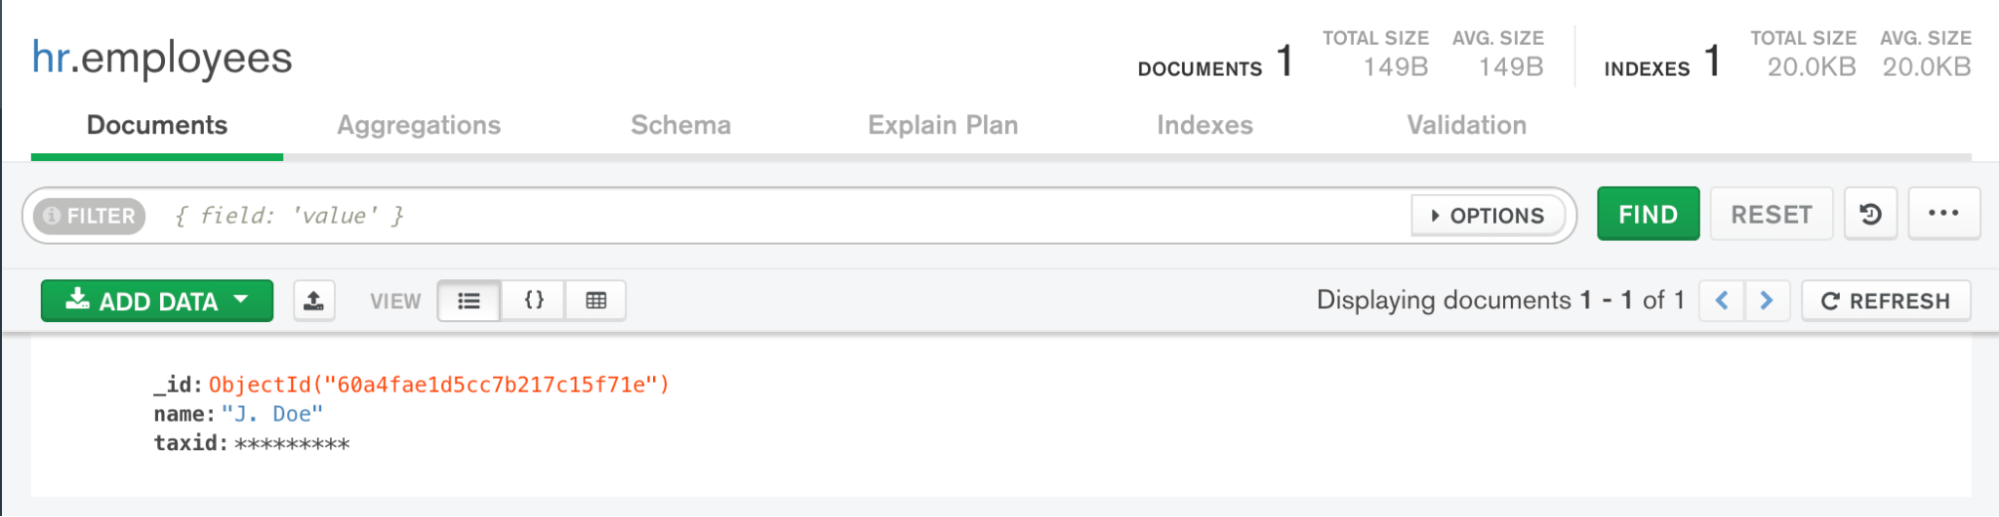 hr.employees
DOCUMENTS 1
TOTAL SIZE AVG. SIZE
149B 149B
INDEXES 1
TOTAL SIZE AVG. SIZE
20.0KB 20.0KB
Documents Aggregations Schema Explain Plan Indexes Validation
FILTER { field: 'value' } OPTIONS FIND RESET ...
ADD DATA VIEW {} Displaying documents 1 - 1 of 1 < > REFRESH
_id: ObjectId("60a4fae1d5cc7b217c15f71e")
name: "J. Doe"
taxid: *********